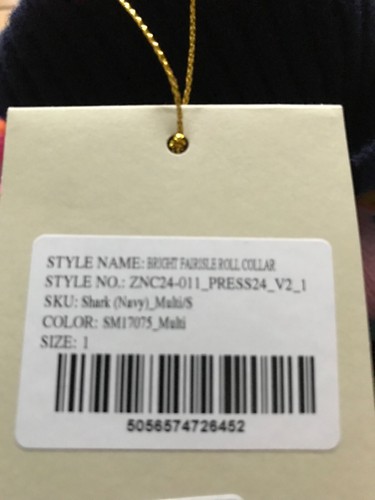 STYLE NAME: BRIGHT FAIRISLE ROLL COLLAR
STYLE NO.: ZNC24-011_PRESS24_V2_1
SKU: Shark (Navy)_Multi/S
COLOR: SM17075_Multi
SIZE: 1
5056574726452